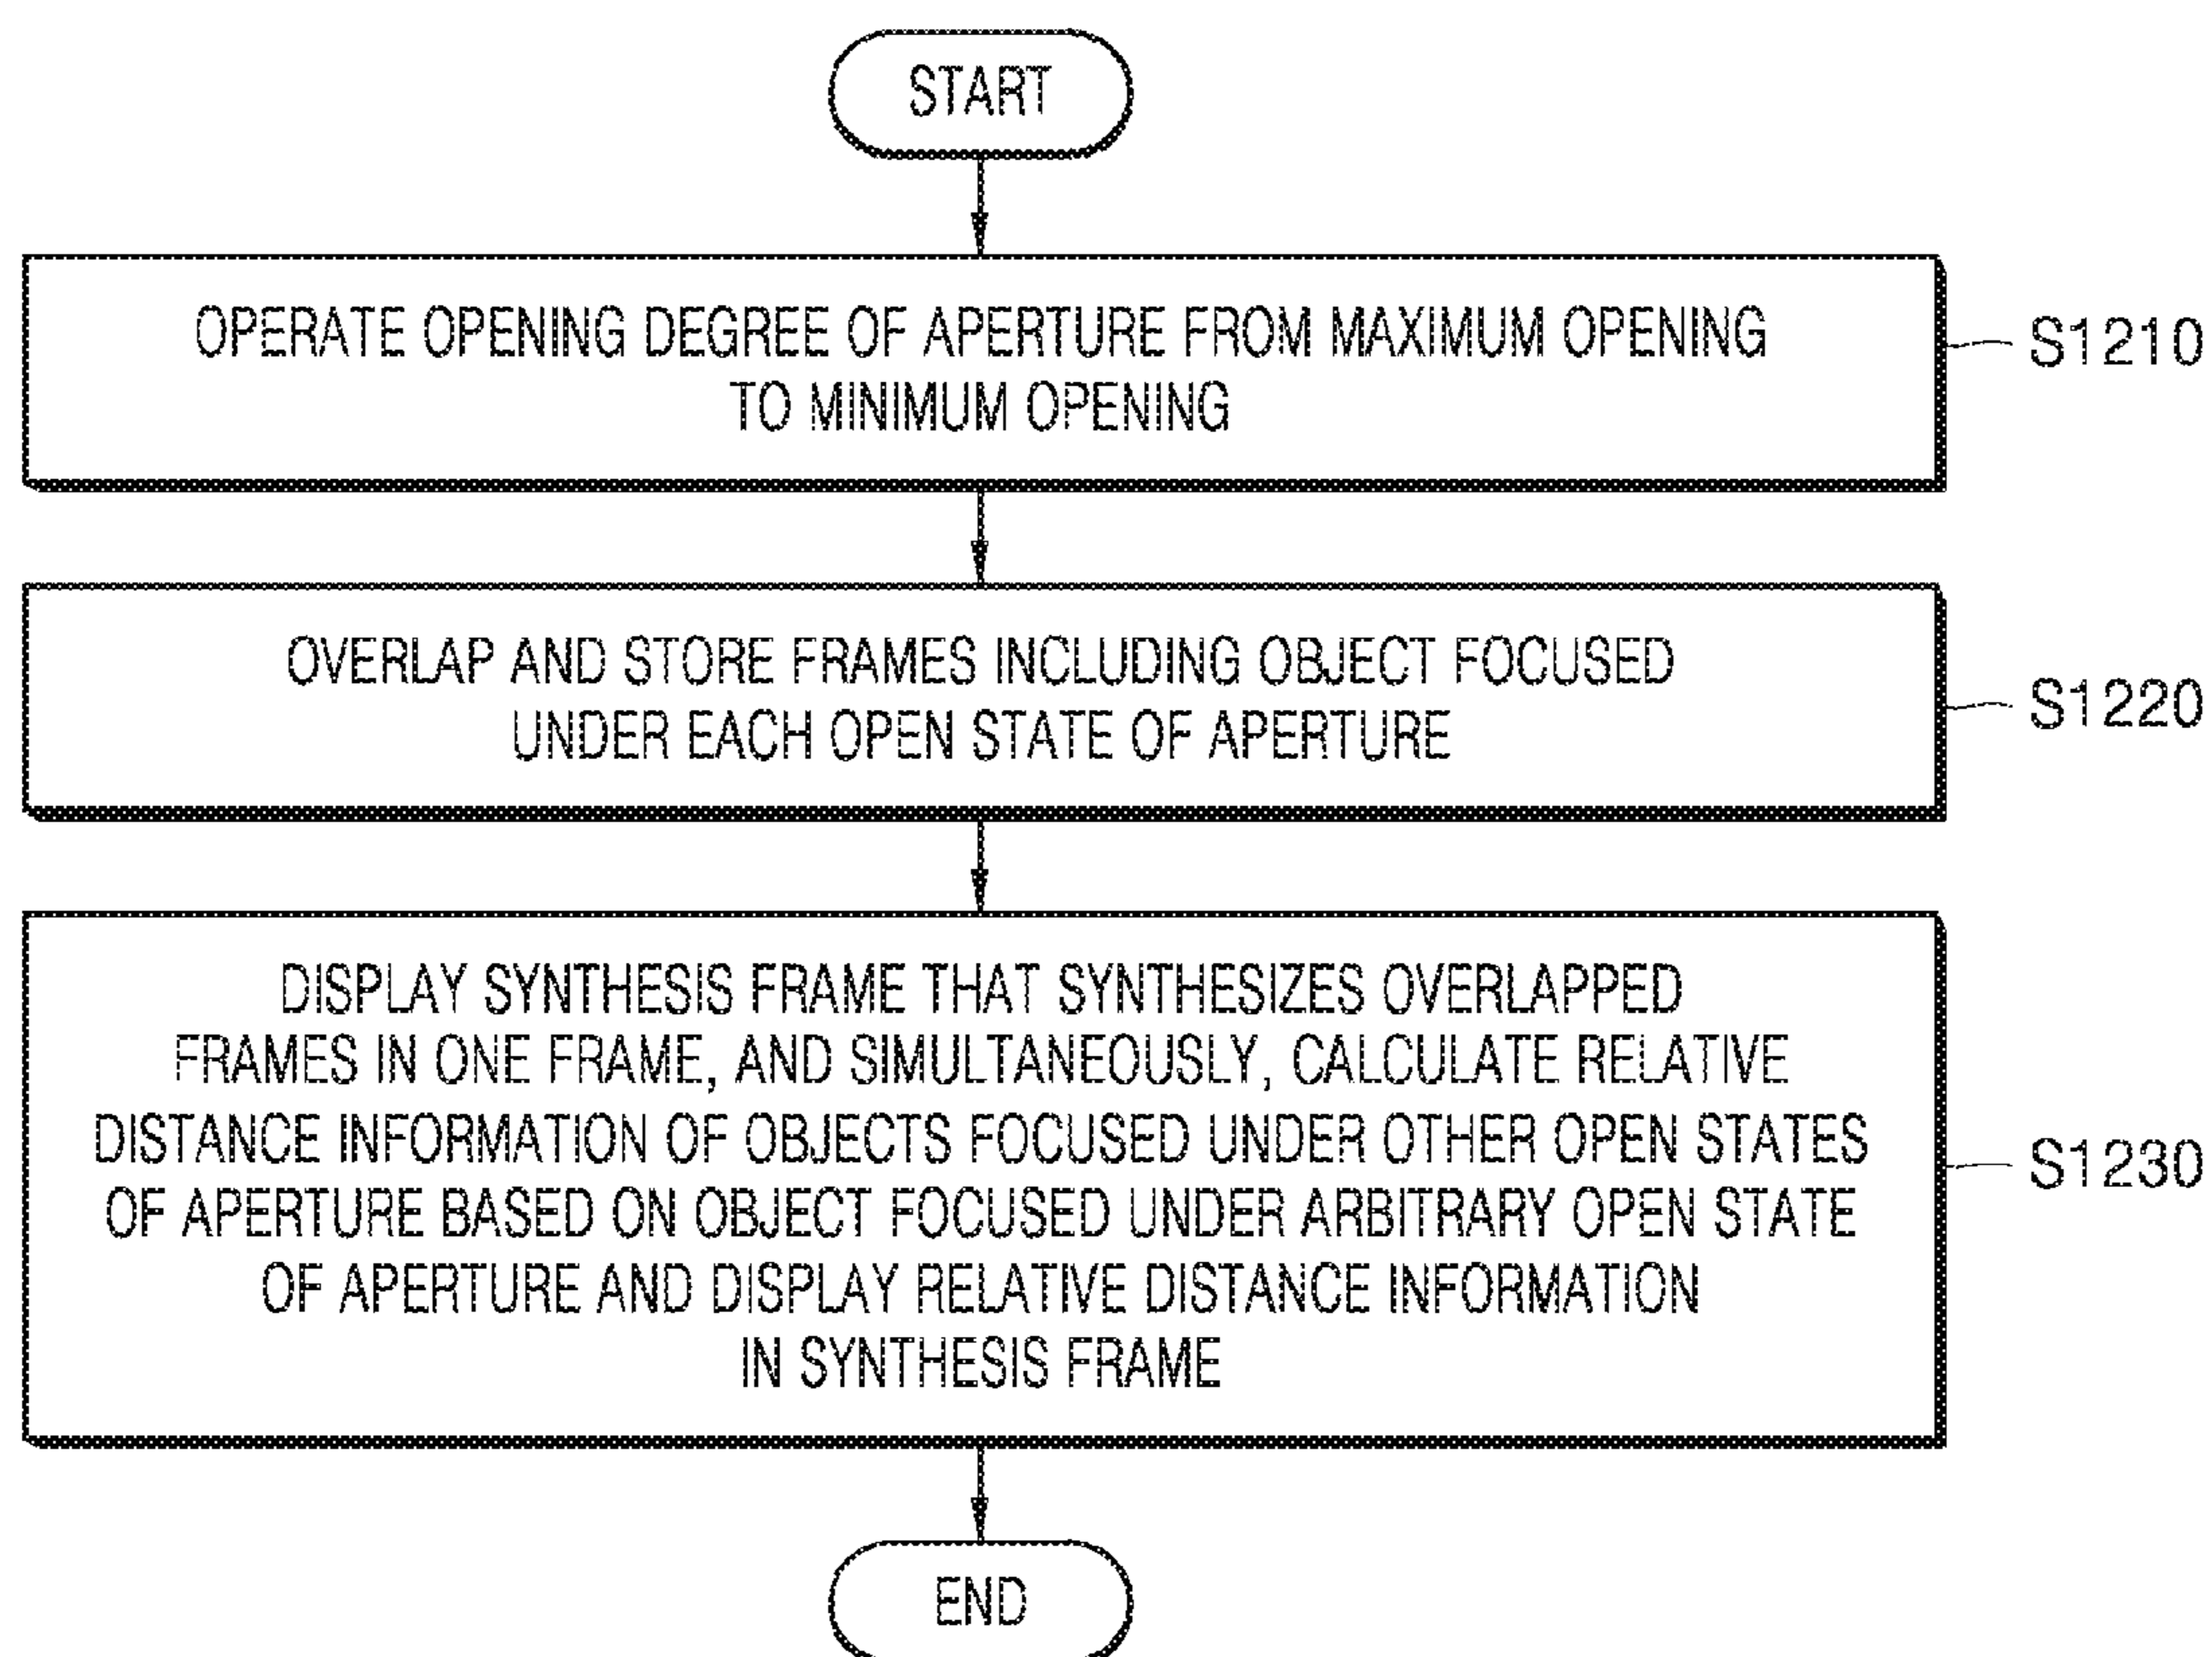 START
OPERATE OPENING DEGREE OF APERTURE FROM MAXIMUM OPENING
TO MINIMUM OPENING
S1210
OVERLAP AND STORE FRAMES INCLUDING OBJECT FOCUSED
UNDER EACH OPEN STATE OF APERTURE
S1220
DISPLAY SYNTHESIS FRAME THAT SYNTHESIZES OVERLAPPED
FRAMES IN ONE FRAME, AND SIMULTANEOUSLY, CALCULATE RELATIVE
DISTANCE INFORMATION OF OBJECTS FOCUSED UNDER OTHER OPEN STATES
OF APERTURE BASED ON OBJECT FOCUSED UNDER ARBITRARY OPEN STATE
OF APERTURE AND DISPLAY RELATIVE DISTANCE INFORMATION
IN SYNTHESIS FRAME
S1230
END